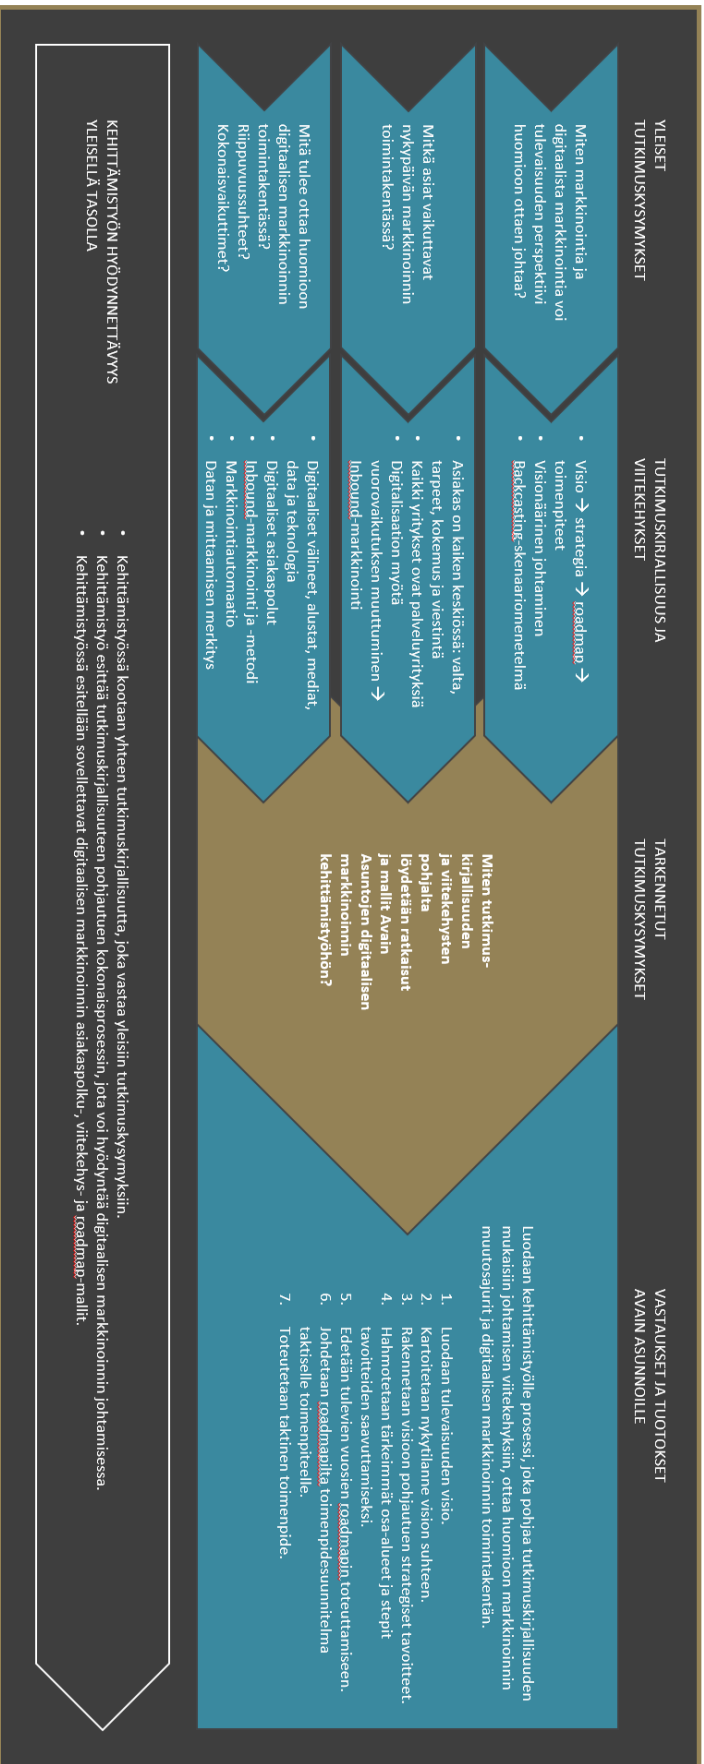 YLEISET
TUTKIMUSKYSYMYKSET
TUTKIMUSKIRJALLISUUS JA
VIITEKEHYKSET
TARKENNETUT
TUTKIMUSKYSYMYKSET
VASTAUKSET JA TUOTOKSET
AVAIN ASUNNOILLE
Miten markkinointia ja
digitaalista markkinointia voi
tulevaisuuden perspektiivi
huomioon ottaen johtaa?
• Visio → strategia → roadmap →
toimenpiteet
• Visionäärinen johtaminen
• Backcasting-skenaariomenetelmä
Mitkä asiat vaikuttavat
nykypäivän markkinoinnin
toimintakentässä?
• Asiakas on kaiken keskiössä: valta,
tarpeet, kokemus ja viestintä
• Kaikki yritykset ovat palveluyrityksiä
• Digitalisaation myötä
vuorovaikutuksen muuttuminen →
Inbound-markkinointi
Mitä tulee ottaa huomioon
digitaalisen markkinoinnin
toimintakentässä?
Riippuvuussuhteet?
Kokonaisvaikuttimet?
• Digitaaliset välineet, alustat, mediat,
data ja teknologia
• Digitaaliset asiakaspolut
• Inbound-markkinointi ja -metodi
• Markkinointiautomaatio
• Datan ja mittaamisen merkitys
Miten tutkimus-
kirjallisuuden
ja viitekehysten
pohjalta
löydetään ratkaisut
ja mallit Avain
Asuntojen digitaalisen
markkinoinnin
kehittämistyöhön?
Luodaan kehittämistyölle prosessi, joka pohjaa tutkimuskirjallisuuden
mukaisiin johtamisen viitekehyksiin, ottaa huomioon markkinoinnin
muutosajurit ja digitaalisen markkinoinnin toimintakentän.
1. Luodaan tulevaisuuden visio.
2. Kartoitetaan nykytilanne vision suhteen.
3. Rakennetaan visioon pohjautuen strategiset tavoitteet.
4. Hahmotetaan tärkeimmät osa-alueet ja stepit
tavoitteiden saavuttamiseksi.
5. Edetään tulevien vuosien roadmapin toteuttamiseen.
6. Johdetaan roadmapilta toimenpidesuunnitelma
taktiselle toimenpiteelle.
7. Toteutetaan taktinen toimenpide.
KEHITTÄMISTYÖN HYÖDYNNETTÄVYYS
YLEISELLÄ TASOLLA
• Kehittämistyössä kootaan yhteen tutkimuskirjallisuutta, joka vastaa yleisiin tutkimuskysymyksiin.
• Kehittämistyö esittää tutkimuskirjallisuuteen pohjautuen kokonaisprosessin, jota voi hyödyntää digitaalisen markkinoinnin johtamisessa.
• Kehittämistyössä esitellään sovellettavat digitaalisen markkinoinnin asiakaspolku-, viitekehys- ja roadmap-mallit.